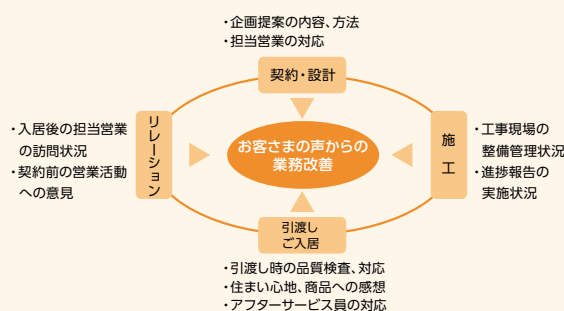 ・企画提案の内容、方法
・担当営業の対応
契約・設計
リレーション
・入居後の担当営業
の訪問状況
・契約前の営業活動
への意見
お客さまの声からの
業務改善
施工
・工事現場の
整備管理状況
・進捗報告の
実施状況
引渡し
ご入居
・引渡し時の品質検査、対応
・住まい心地、商品への感想
・アフターサービス員の対応